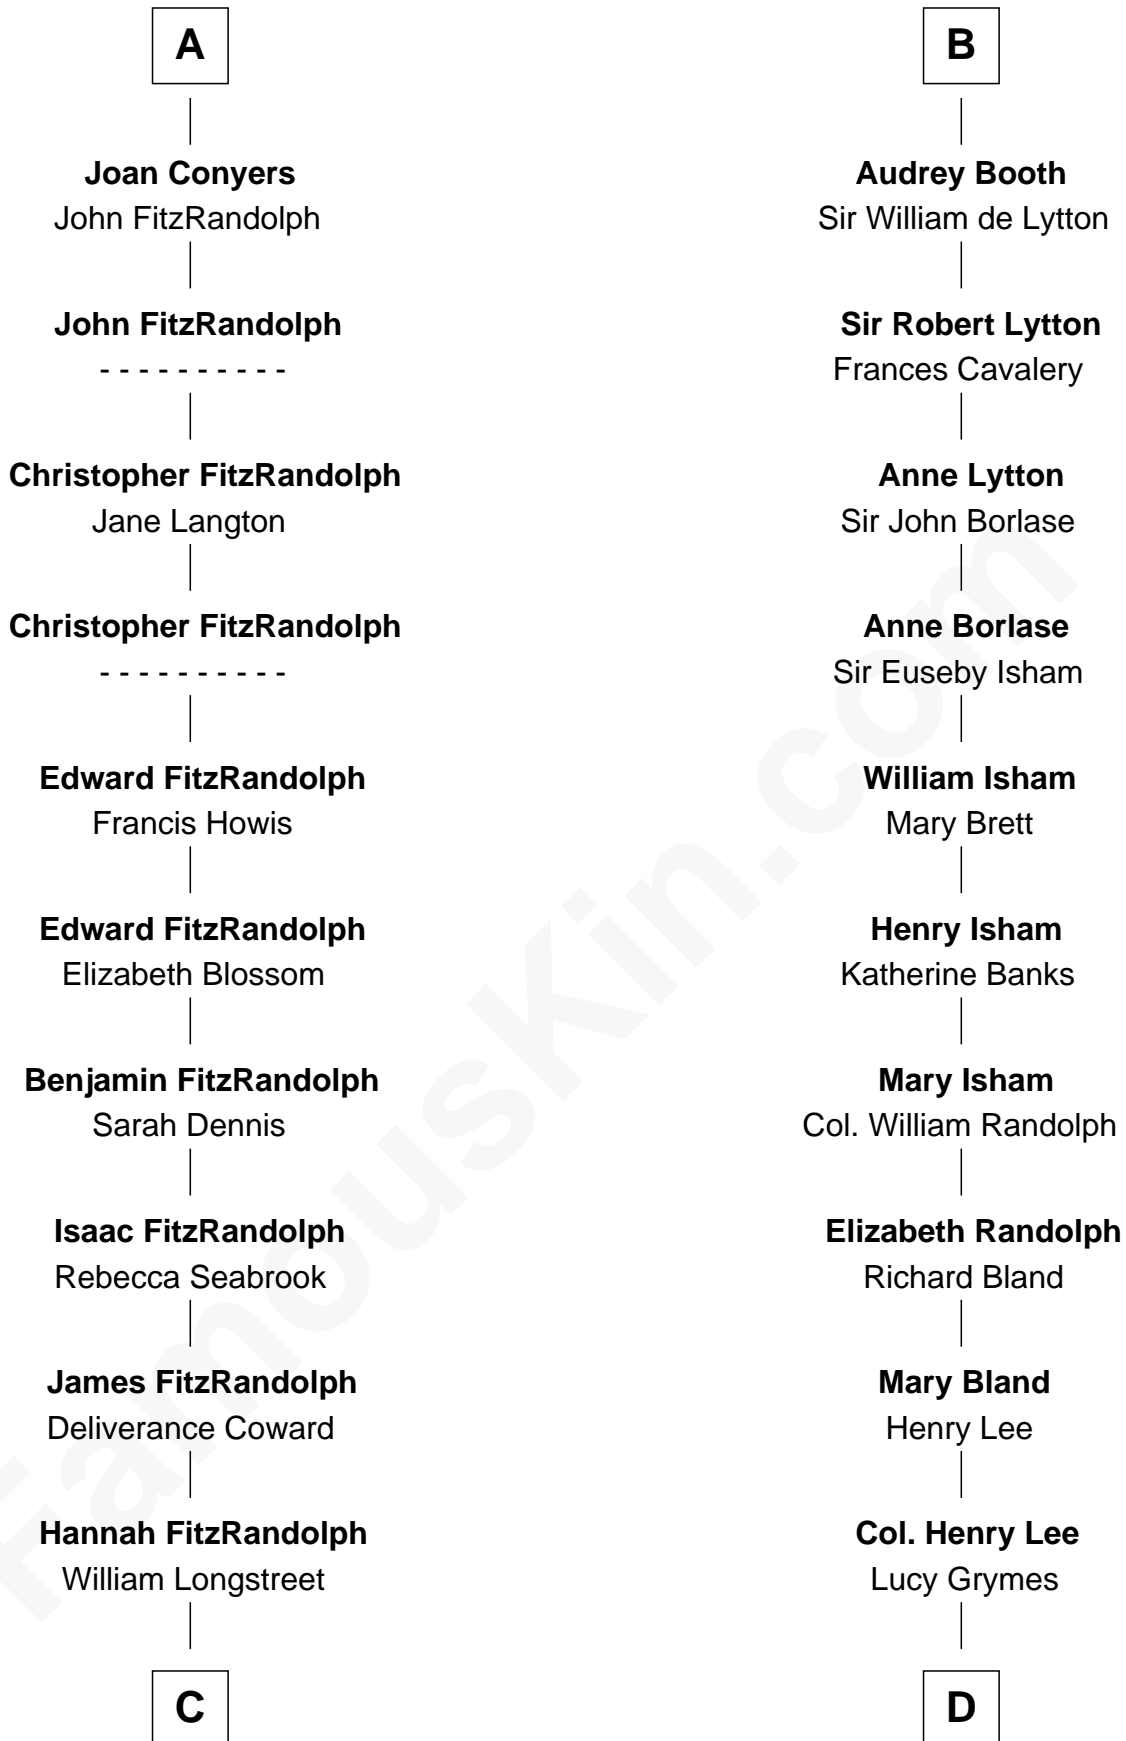 A
Joan Conyers
John FitzRandolph
John FitzRandolph
- - - - - - - - - -
Christopher FitzRandolph
Jane Langton
Christopher FitzRandolph
- - - - - - - - - -
Edward FitzRandolph
Francis Howis
Edward FitzRandolph
Elizabeth Blossom
Benjamin FitzRandolph
Sarah Dennis
Isaac FitzRandolph
Rebecca Seabrook
James FitzRandolph
Deliverance Coward
Hannah FitzRandolph
William Longstreet
C
B
Audrey Booth
Sir William de Lytton
Sir Robert Lytton
Frances Cavalery
Anne Lytton
Sir John Borlase
Anne Borlase
Sir Euseby Isham
William Isham
Mary Brett
Henry Isham
Katherine Banks
Mary Isham
Col. William Randolph
Elizabeth Randolph
Richard Bland
Mary Bland
Henry Lee
Col. Henry Lee
Lucy Grymes
D
FamousKin.com